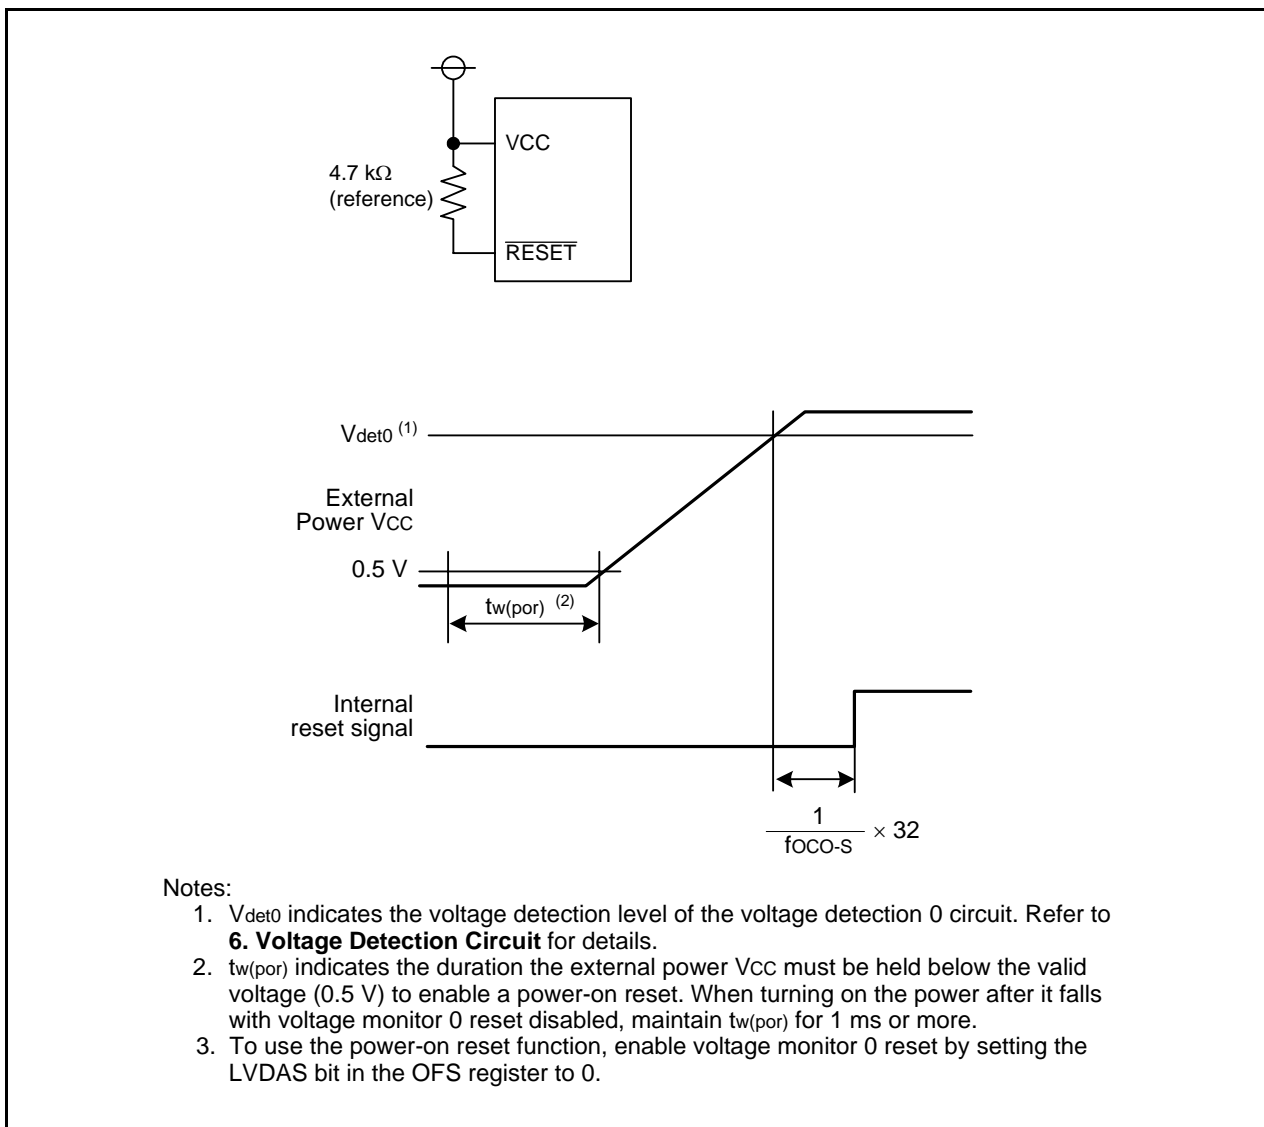 VCC
4.7 kΩ
(reference)
RESET
Vdet0 (1)
External
Power VCC
0.5 V
tw(por) (2)
Internal
reset signal
1
fOCO-S
× 32
Notes:
1. Vdet0 indicates the voltage detection level of the voltage detection 0 circuit. Refer to
6. Voltage Detection Circuit for details.
2. tw(por) indicates the duration the external power VCC must be held below the valid
voltage (0.5 V) to enable a power-on reset. When turning on the power after it falls
with voltage monitor 0 reset disabled, maintain tw(por) for 1 ms or more.
3. To use the power-on reset function, enable voltage monitor 0 reset by setting the
LVDAS bit in the OFS register to 0.